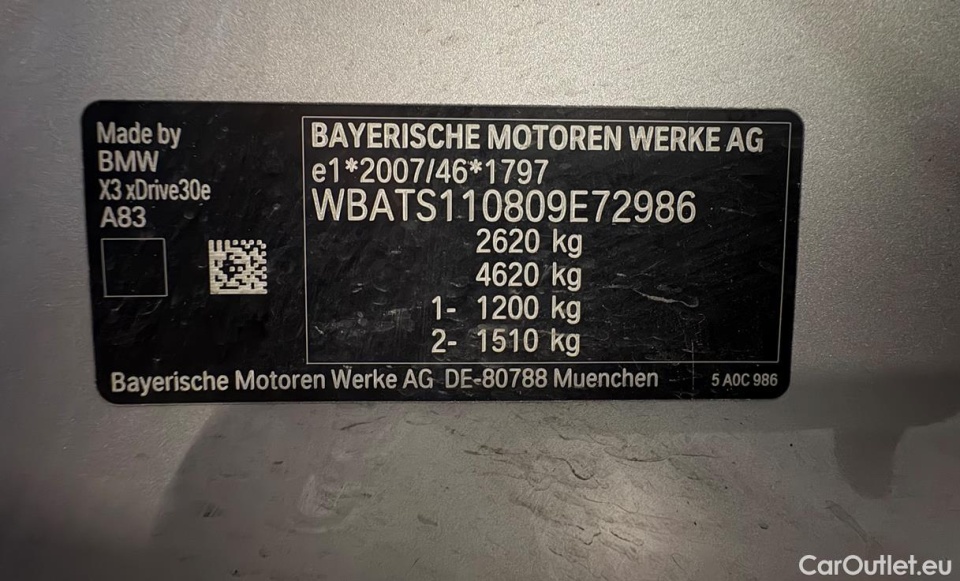 Made by
BMW
X3 xDrive30e
A83
BAYERISCHE MOTOREN WERKE AG
e1*2007/46*1797
WBATS110809E72986
2620 kg
4620 kg
1- 1200 kg
2- 1510 kg
Bayerische Motoren Werke AG DE-80788 Muenchen
5 A0C 986
CarOutlet.eu